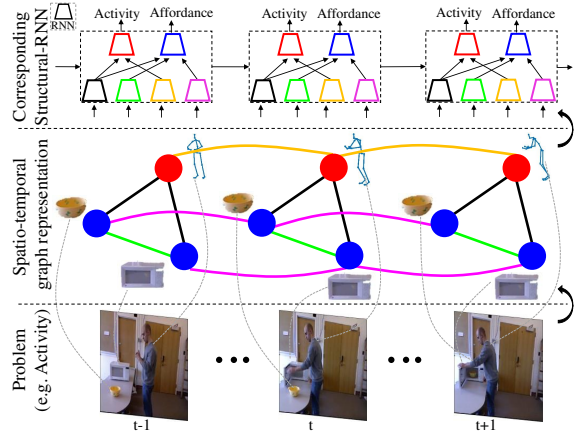 RNN
Activity Affordance
Activity Affordance
Activity Affordance
Corresponding
Structural-RNN
Spatio-temporal
graph representation
Problem
(e.g. Activity)
t-1
t
t+1